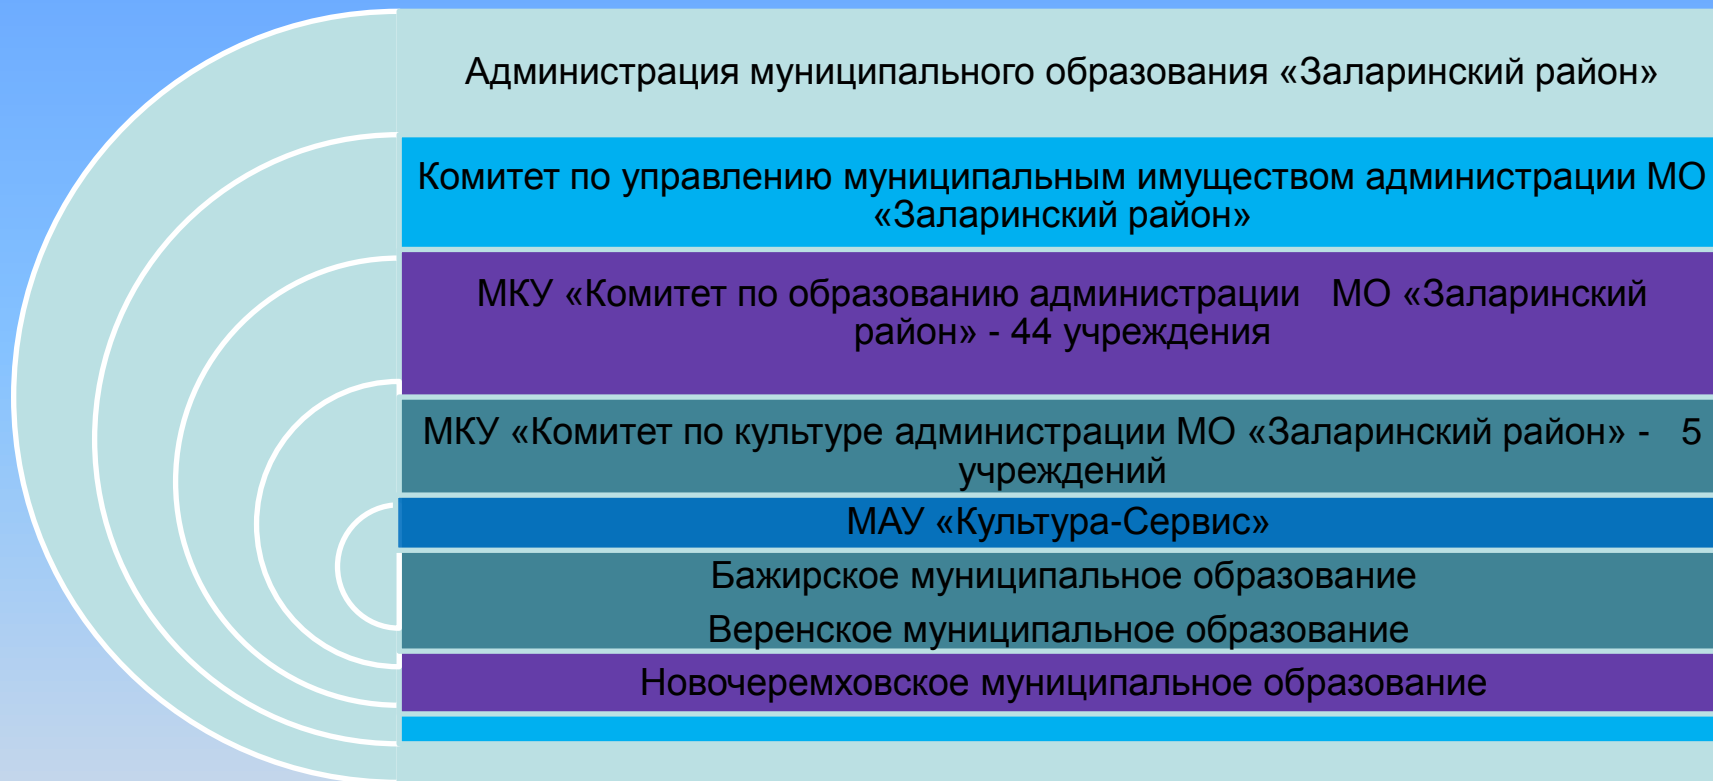 Администрация муниципального образования «Заларинский район»
Комитет по управлению муниципальным имуществом администрации МО
«Заларинский район»
МКУ «Комитет по образованию администрации МО «Заларинский
район» - 44 учреждения
МКУ «Комитет по культуре администрации МО «Заларинский район» - 5
учреждений
МАУ «Культура-Сервис»
Бажирское муниципальное образование
Веренское муниципальное образование
Новочеремховское муниципальное образование